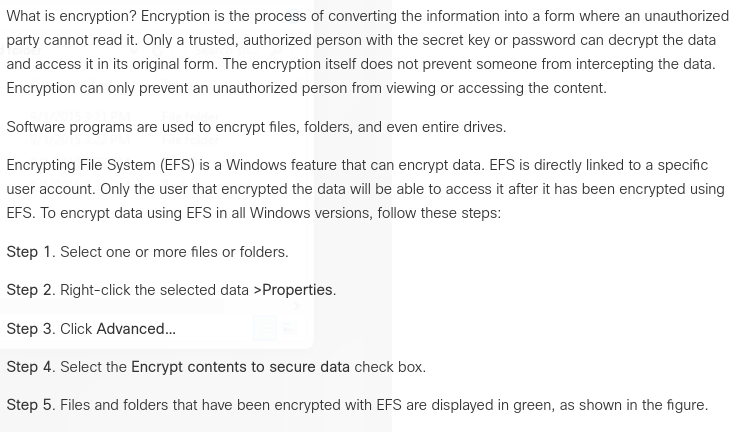 What is encryption? Encryption is the process of converting the information into a form where an unauthorized
party cannot read it. Only a trusted, authorized person with the secret key or password can decrypt the data
and access it in its original form. The encryption itself does not prevent someone from intercepting the data.
Encryption can only prevent an unauthorized person from viewing or accessing the content.
Software programs are used to encrypt files, folders, and even entire drives.
Encrypting File System (EFS) is a Windows feature that can encrypt data. EFS is directly linked to a specific
user account. Only the user that encrypted the data will be able to access it after it has been encrypted using
EFS. To encrypt data using EFS in all Windows versions, follow these steps:
Step 1. Select one or more files or folders.
Step 2. Right-click the selected data >Properties.
Step 3. Click Advanced...
Step 4. Select the Encrypt contents to secure data check box.
Step 5. Files and folders that have been encrypted with EFS are displayed in green, as shown in the figure.